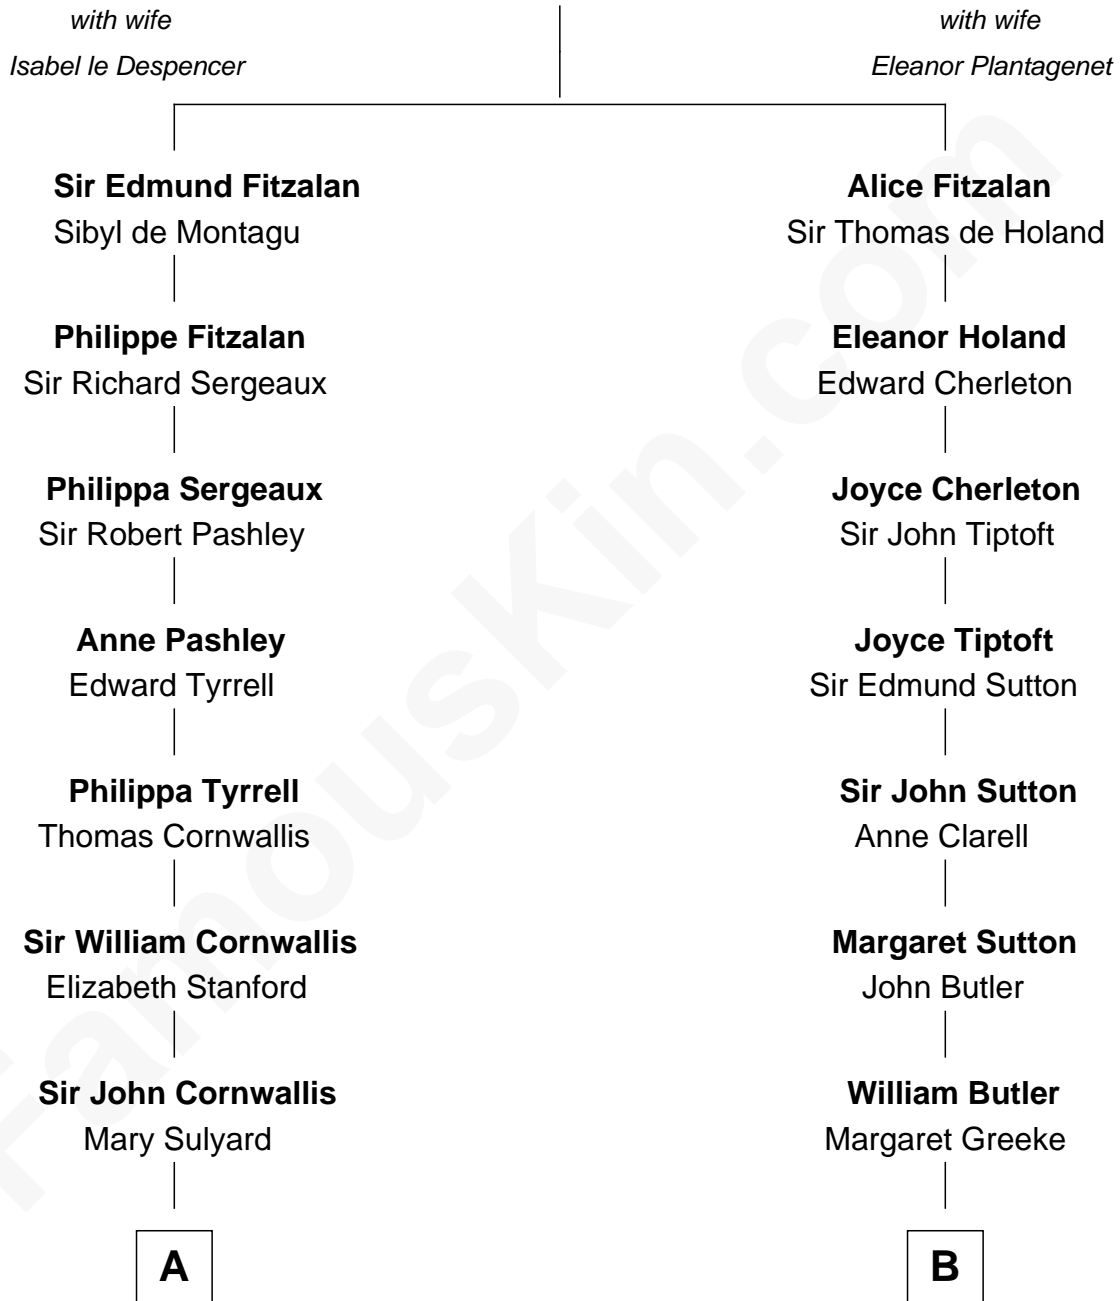 with wife
Isabel le Despencer
with wife
Eleanor Plantagenet
Sir Edmund Fitzalan
Sibyl de Montagu
Alice Fitzalan
Sir Thomas de Holand
Philippe Fitzalan
Sir Richard Sergeaux
Eleanor Holand
Edward Cherleton
Philippa Sergeaux
Sir Robert Pashley
Joyce Cherleton
Sir John Tiptoft
Anne Pashley
Edward Tyrrell
Joyce Tiptoft
Sir Edmund Sutton
Philippa Tyrrell
Thomas Cornwallis
Sir John Sutton
Anne Clarell
Sir William Cornwallis
Elizabeth Stanford
Margaret Sutton
John Butler
Sir John Cornwallis
Mary Sulyard
William Butler
Margaret Greeke
A
B
FamousKin.com